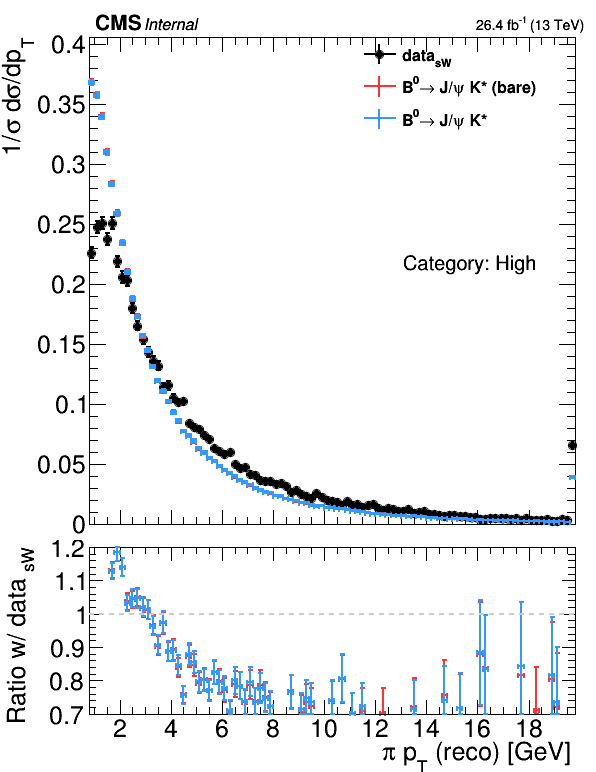 CMS Internal 26.4 fb⁻¹ (13 TeV)
1/σ dσ/dp_T
0.4
0.35
0.3
0.25
0.2
0.15
0.1
0.05
0
data_sW
B⁰→ J/ψ K* (bare)
B⁰→ J/ψ K*
Category: High
Ratio w/ data _sW
1.2
1.1
1
0.9
0.8
0.7
2 4 6 8 10 12 14 16 18
π p_T (reco) [GeV]